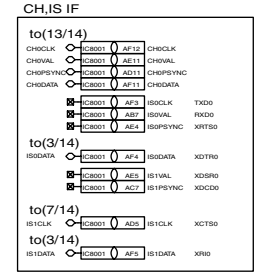 CH,IS IF
to(13/14)
CH0CLK IC8001 AF12 CH0CLK
CH0VAL IC8001 AE11 CH0VAL
CH0PSYNC IC8001 AD11 CH0PSYNC
CH0DATA IC8001 AF11 CH0DATA
IC8001 AF3 IS0CLK TXD0
IC8001 AB7 IS0VAL RXD0
IC8001 AE4 IS0PSYNC XRTS0
to(3/14)
IS0DATA IC8001 AF4 IS0DATA XDTR0
IC8001 AE5 IS1VAL XDSR0
IC8001 AC7 IS1PSYNC XDCD0
to(7/14)
IS1CLK IC8001 AD5 IS1CLK XCTS0
to(3/14)
IS1DATA IC8001 AF5 IS1DATA XRI0